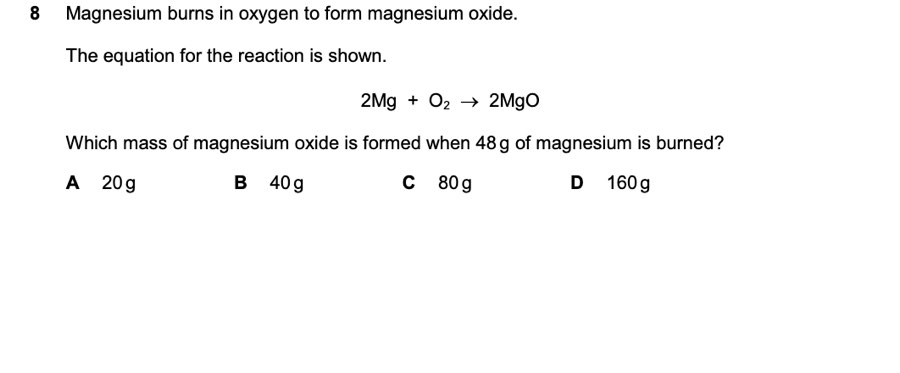 8 Magnesium burns in oxygen to form magnesium oxide.
The equation for the reaction is shown.
2Mg + O₂ → 2MgO
Which mass of magnesium oxide is formed when 48 g of magnesium is burned?
A 20 g B 40 g C 80 g D 160 g